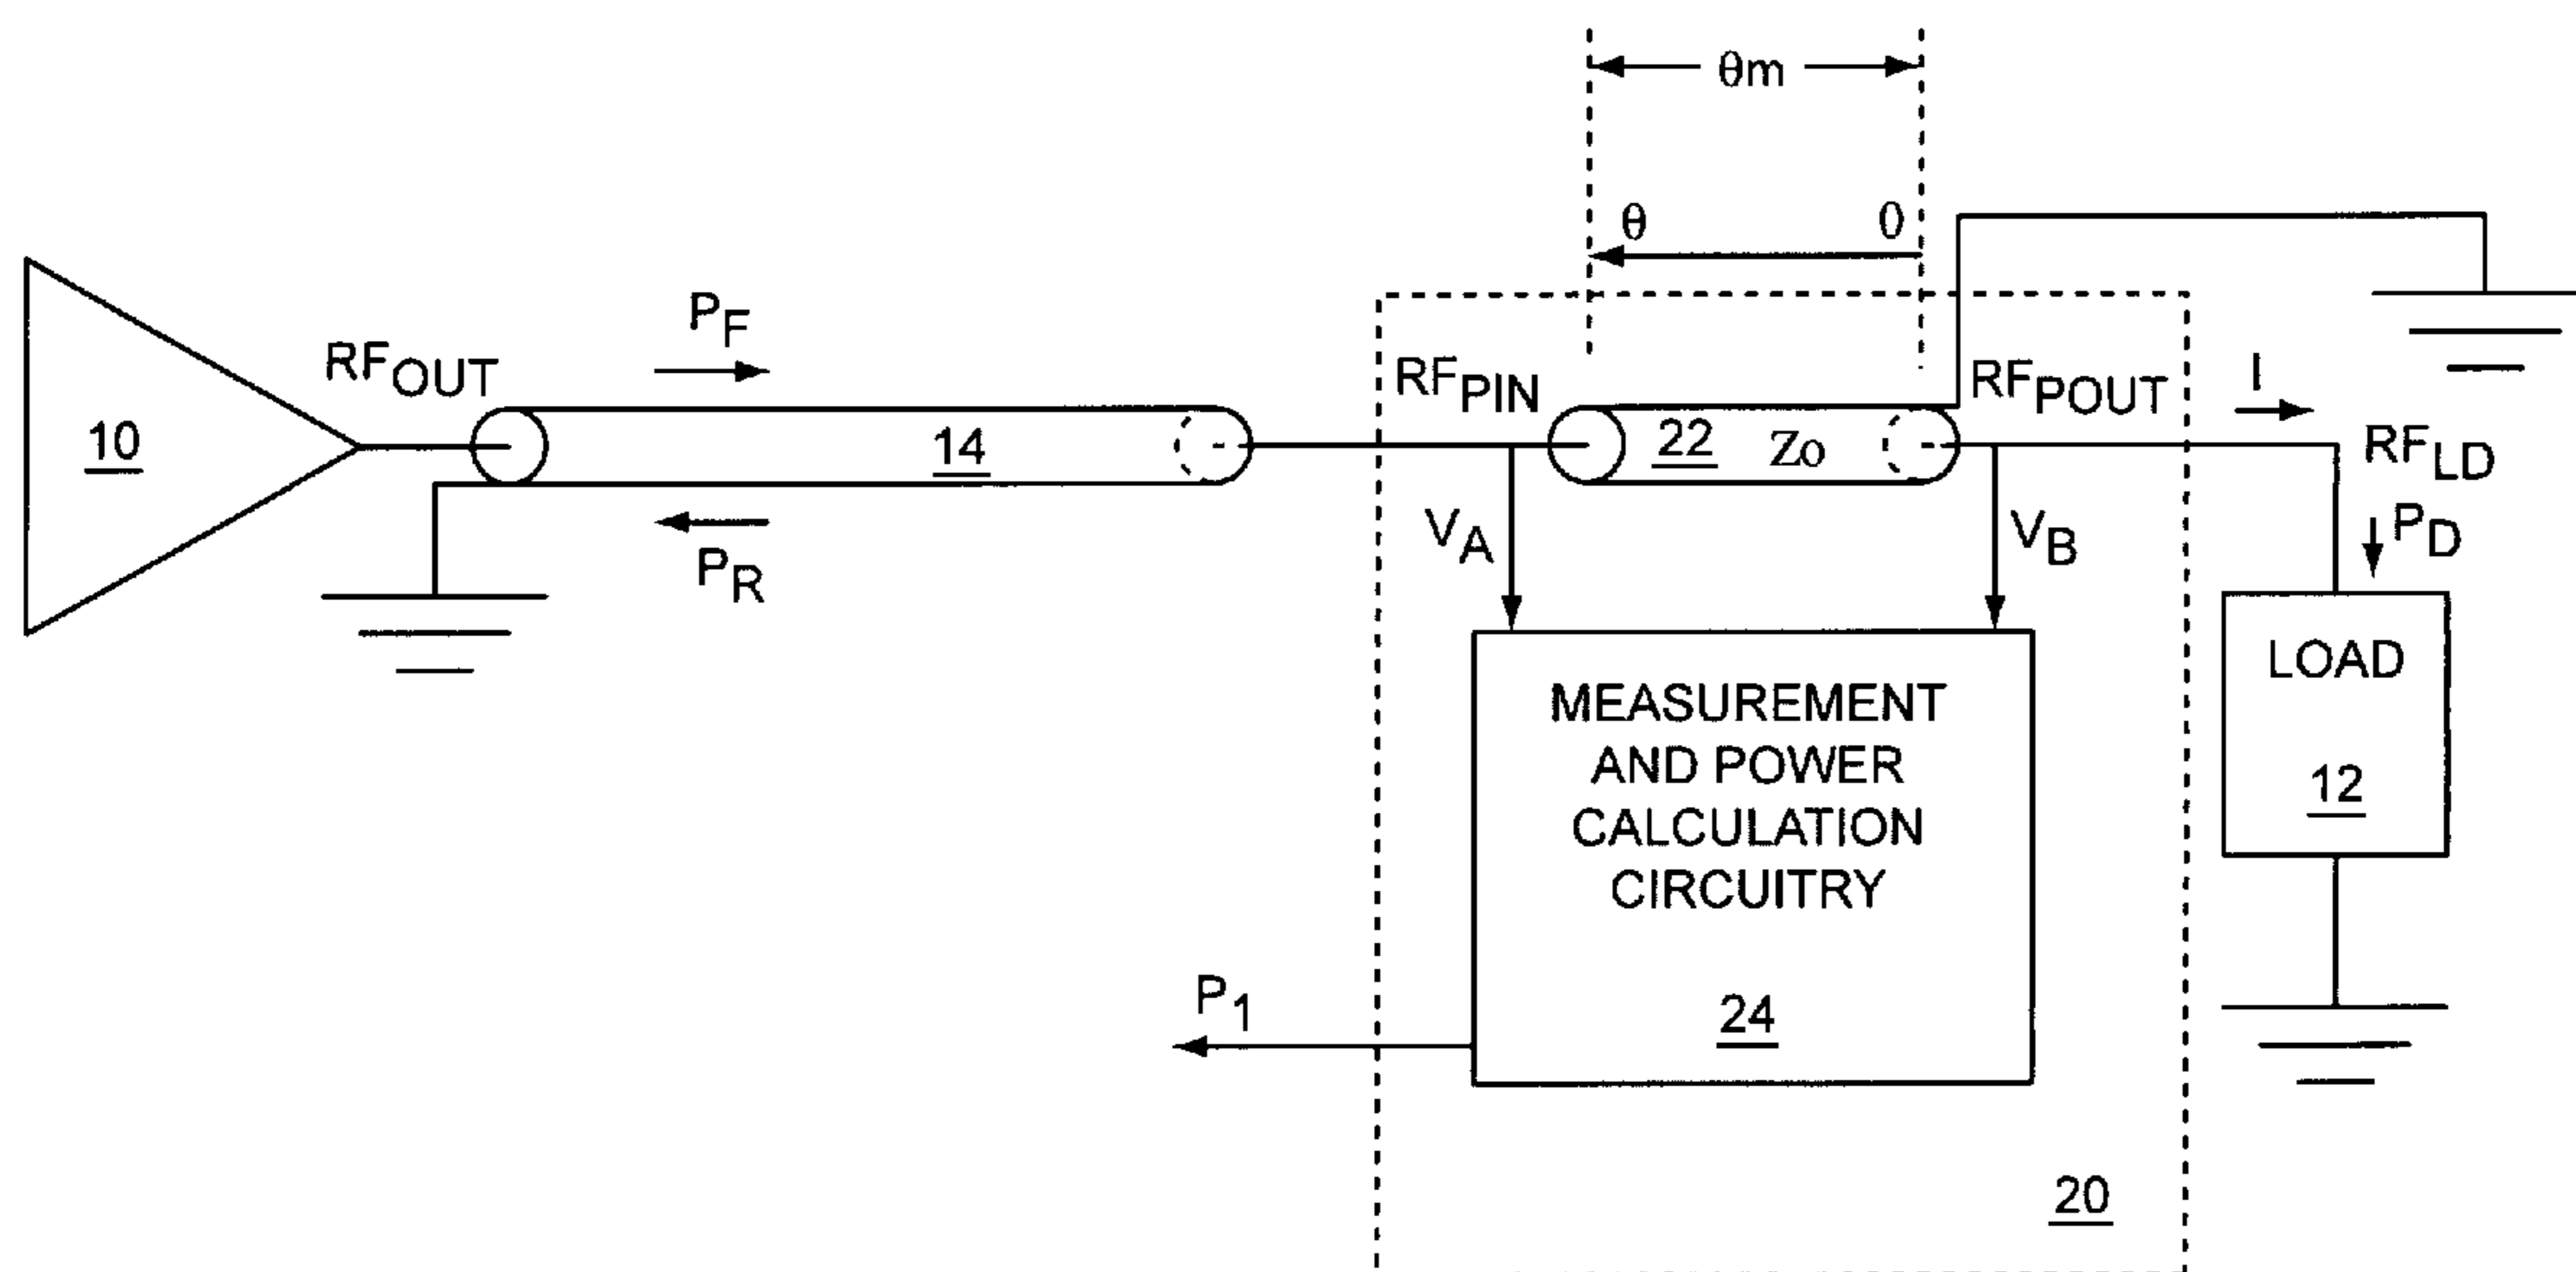 θm
θ 0
P_F
RF_OUT
RF_PIN
RF_POUT
I
10
14
22 Zo
RF_LD
V_A
V_B
P_D
P_R
LOAD
12
MEASUREMENT
AND POWER
CALCULATION
CIRCUITRY
24
P_1
20